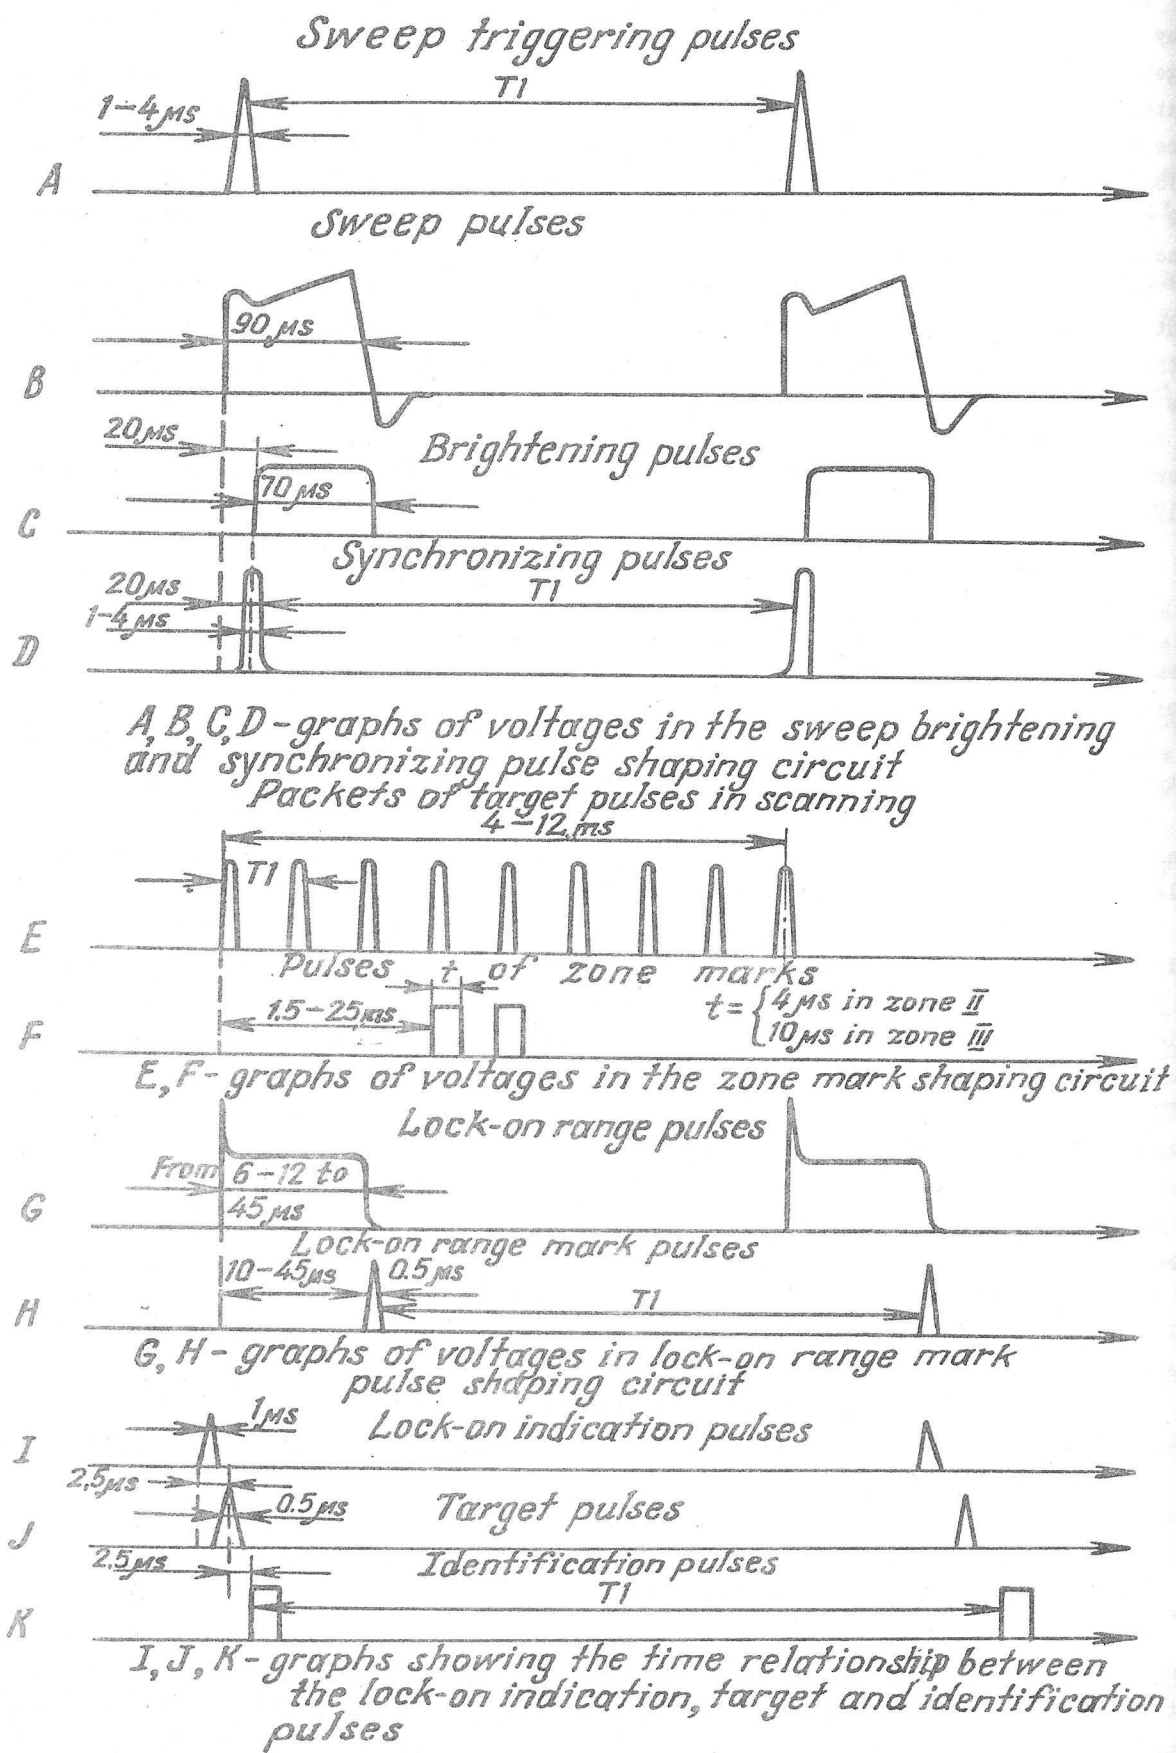 Sweep triggering pulses
T1
1-4 μs
A
Sweep pulses
90 μs
B
20 μs
Brightening pulses
70 μs
C
Synchronizing pulses
20 μs
T1
1-4 μs
D
A, B, C, D - graphs of voltages in the sweep brightening
and synchronizing pulse shaping circuit
Packets of target pulses in scanning
4-12 ms
T1
E
Pulses t of zone marks
1.5-25 ms
t = { 4 μs in zone II
10 μs in zone III
F
E, F - graphs of voltages in the zone mark shaping circuit
Lock-on range pulses
From 6-12 to
45 μs
G
Lock-on range mark pulses
10-45 μs 0.5 μs
T1
H
G, H - graphs of voltages in lock-on range mark
pulse shaping circuit
1 μs
Lock-on indication pulses
I
2,5 μs
0.5 μs
Target pulses
J
2.5 μs
Identification pulses
T1
K
I, J, K - graphs showing the time relationship between
the lock-on indication, target and identification
pulses